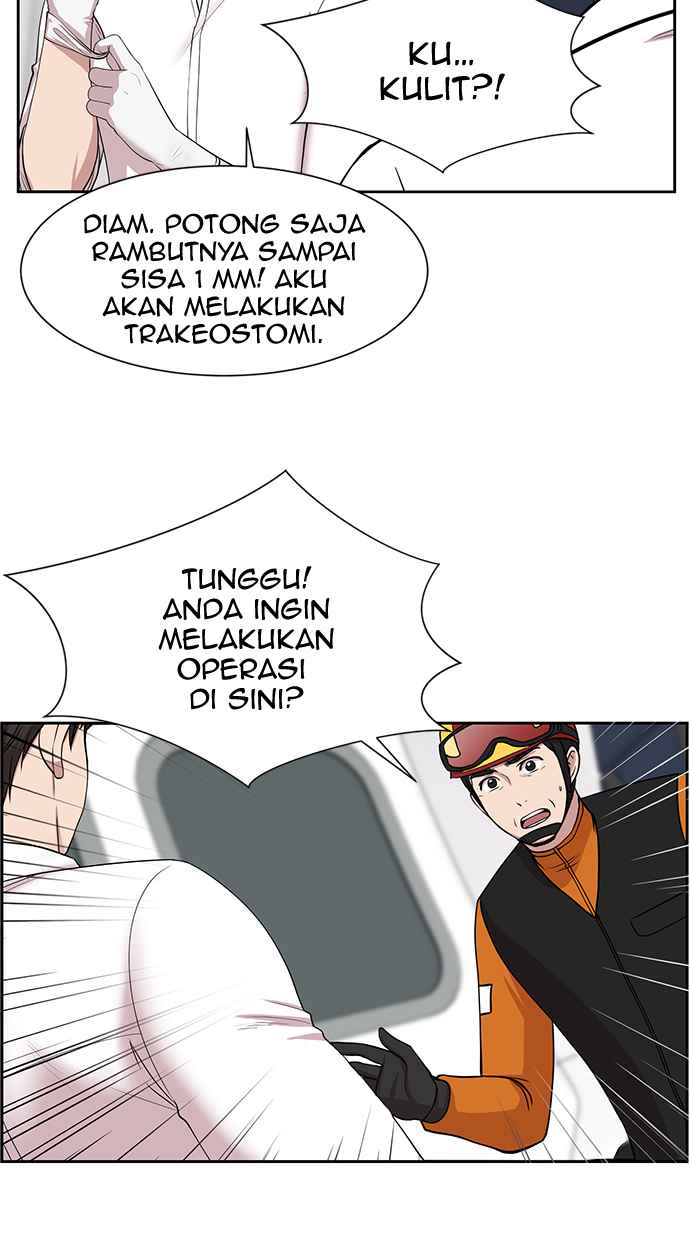 KU...
KULIT?!
DIAM. POTONG SAJA
RAMBUTNYA SAMPAI
SISA 1 MM! AKU
AKAN MELAKUKAN
TRAKEOSTOMI.
TUNGGU!
ANDA INGIN
MELAKUKAN
OPERASI
DI SINI?